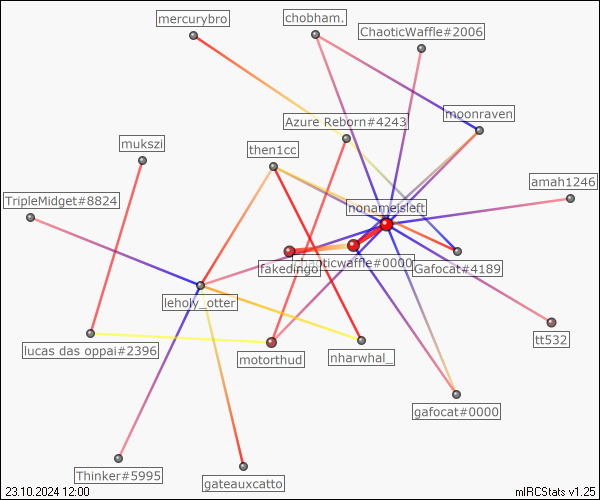 mercurybro
chobham.
ChaoticWaffle#2006
moonraven
Azure Reborn#4243
mukszi
then1cc
amah1246
TripleMidget#8824
nonameisleft
chaoticwaffle#0000
fakedingo
Gafocat#4189
leholy_otter
tt532
lucas das oppai#2396
motorthud
nharwhal_
gafocat#0000
Thinker#5995
gateauxcatto
23.10.2024 12:00
mIRCStats v1.25